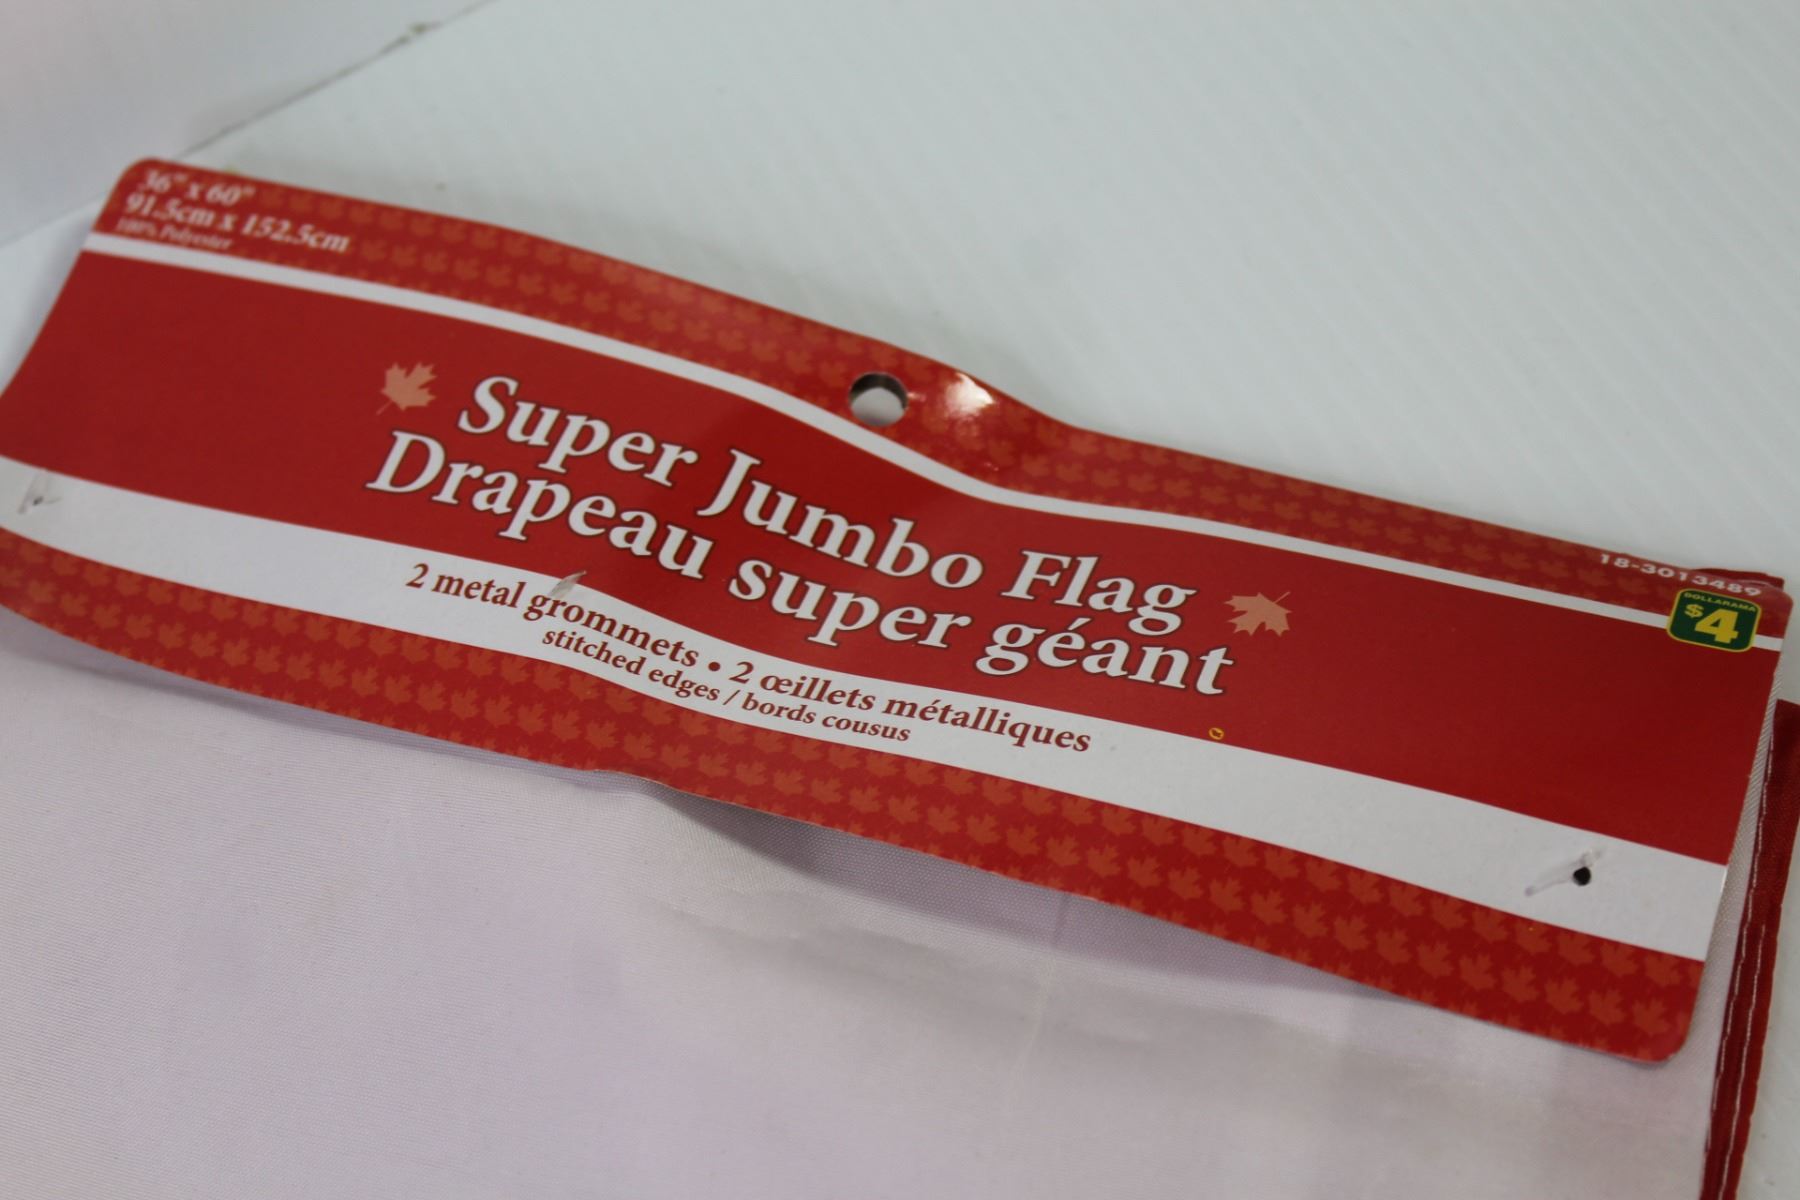 36" x 60"
91.5cm x 152.5cm
100% Polyester
Super Jumbo Flag
Drapeau super géant
2 metal grommets • 2 œillets métalliques
stitched edges / bords cousus
18-3013489
DOLLARAMA
$4